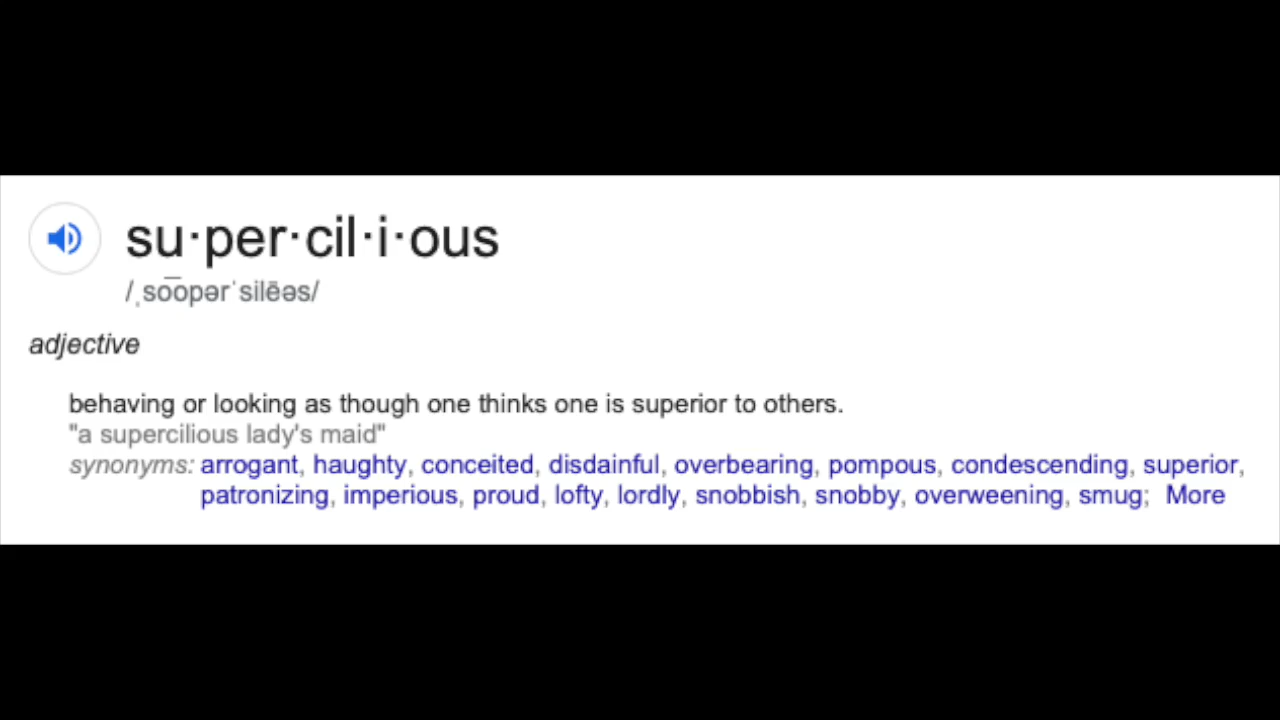 su·per·cil·i·ous
/ˌso͞opərˈsilēəs/
adjective
behaving or looking as though one thinks one is superior to others.
"a supercilious lady's maid"
synonyms: arrogant, haughty, conceited, disdainful, overbearing, pompous, condescending, superior,
patronizing, imperious, proud, lofty, lordly, snobbish, snobby, overweening, smug; More